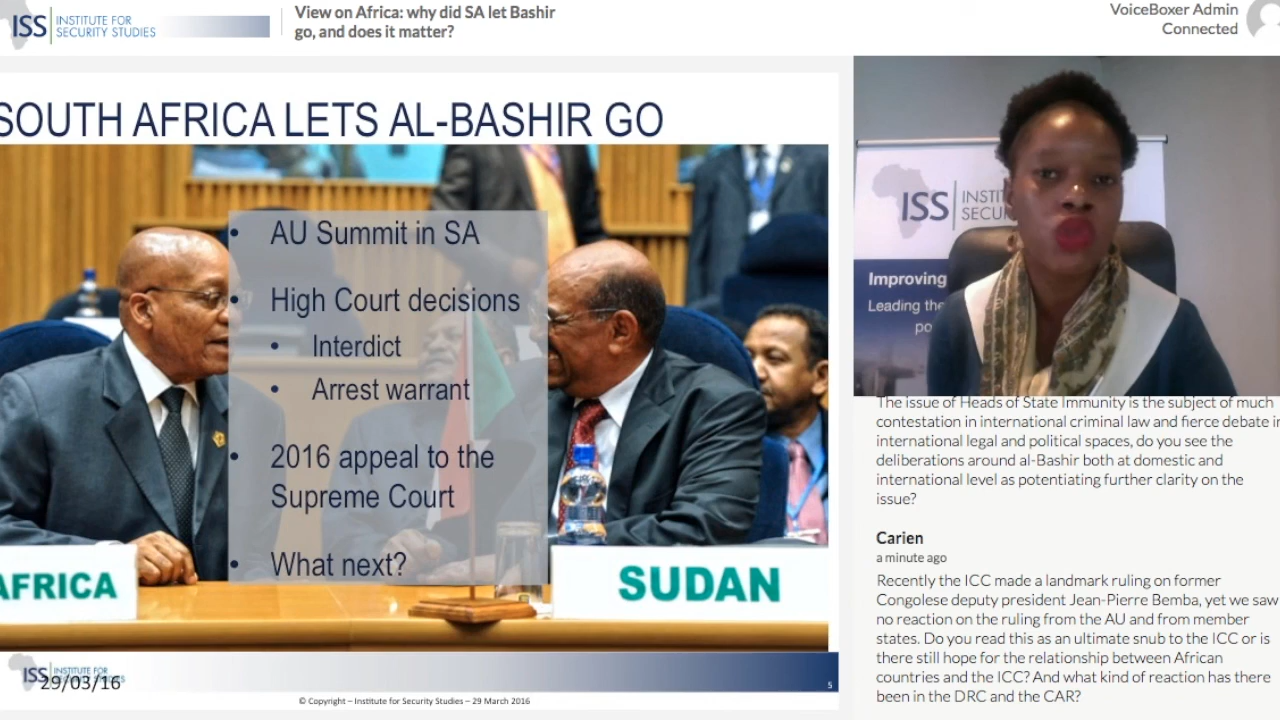 ISS
INSTITUTE FOR
SECURITY STUDIES
View on Africa: why did SA let Bashir
go, and does it matter?
VoiceBoxer Admin
Connected
SOUTH AFRICA LETS AL-BASHIR GO
• AU Summit in SA
• High Court decisions
• Interdict
• Arrest warrant
• 2016 appeal to the
Supreme Court
• What next?
AFRICA
SUDAN
ISS
INSTITUTE FOR
29/03/16
5
© Copyright – Institute for Security Studies – 29 March 2016
ISS
INSTIT
SECU
Improving
Leading the
po
The issue of Heads of State Immunity is the subject of much
contestation in international criminal law and fierce debate in
international legal and political spaces, do you see the
deliberations around al-Bashir both at domestic and
international level as potentiating further clarity on the
issue?
Carien
a minute ago
Recently the ICC made a landmark ruling on former
Congolese deputy president Jean-Pierre Bemba, yet we saw
no reaction on the ruling from the AU and from member
states. Do you read this as an ultimate snub to the ICC or is
there still hope for the relationship between African
countries and the ICC? And what kind of reaction has there
been in the DRC and the CAR?